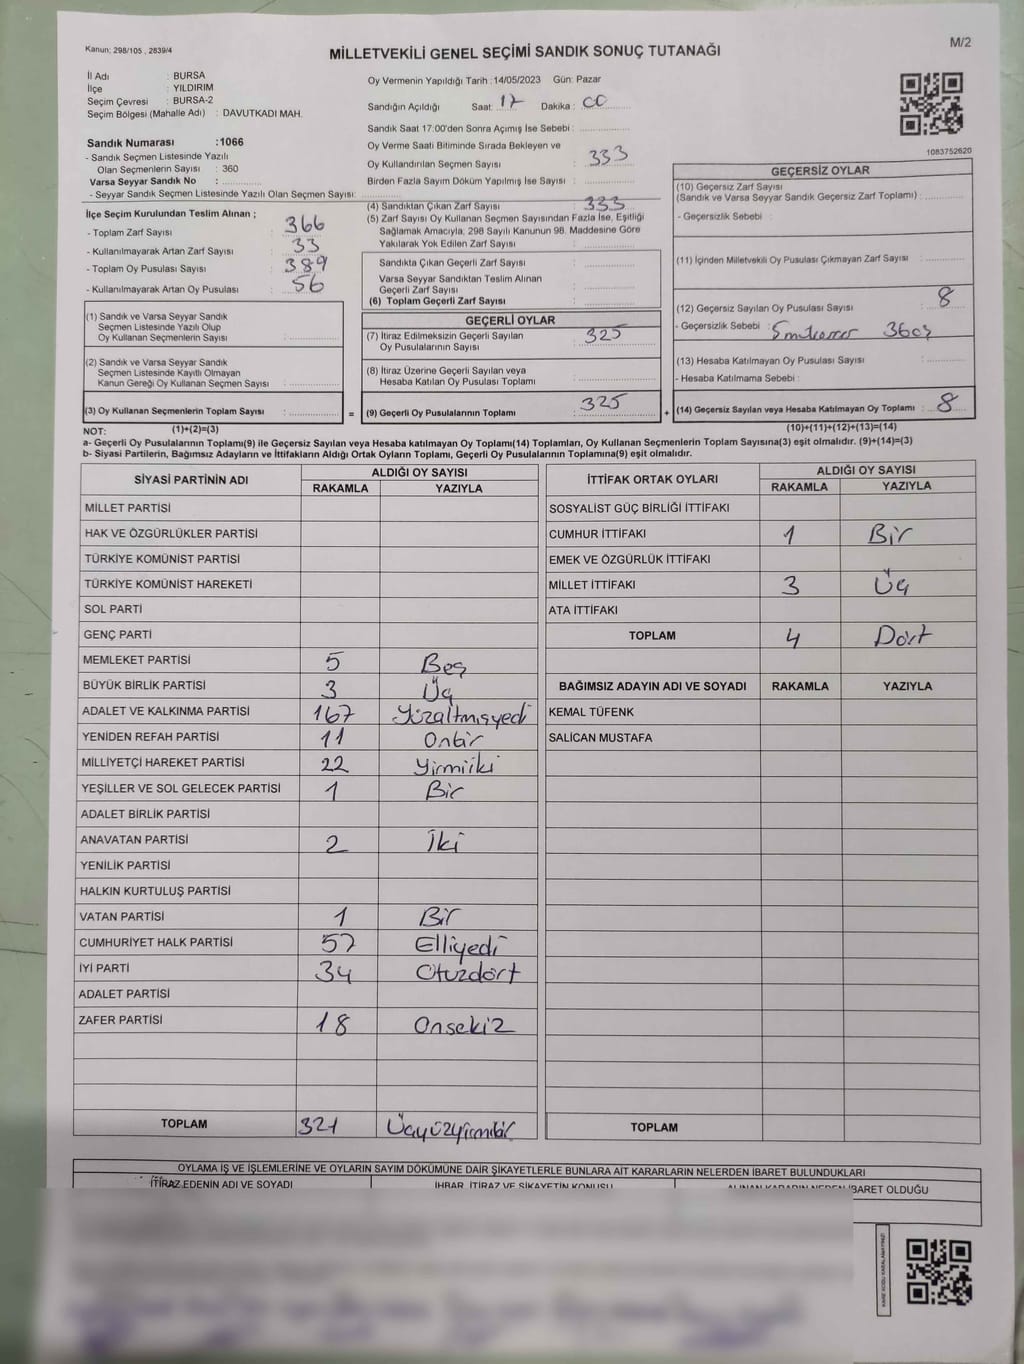 Kanun: 298/105 , 2839/4
M/2
MİLLETVEKİLİ GENEL SEÇİMİ SANDIK SONUÇ TUTANAĞI
İl Adı : BURSA
İlçe : YILDIRIM
Seçim Çevresi : BURSA-2
Seçim Bölgesi (Mahalle Adı) : DAVUTKADI MAH.
Sandık Numarası :1066
- Sandık Seçmen Listesinde Yazılı
Olan Seçmenlerin Sayısı : 360
Varsa Seyyar Sandık No :
- Seyyar Sandık Seçmen Listesinde Yazılı Olan Seçmen Sayısı:
Oy Vermenin Yapıldığı Tarih :14/05/2023 Gün: Pazar
Sandığın Açıldığı Saat: 17 Dakika : 00
Sandık Saat 17:00'den Sonra Açımış İse Sebebi :
Oy Verme Saati Bitiminde Sırada Bekleyen ve
Oy Kullandırılan Seçmen Sayısı : 333
Birden Fazla Sayım Döküm Yapılmış İse Sayısı :
1083752620
İlçe Seçim Kurulundan Teslim Alınan ;
- Toplam Zarf Sayısı : 366
- Kullanılmayarak Artan Zarf Sayısı : 33
- Toplam Oy Pusulası Sayısı : 389
- Kullanılmayarak Artan Oy Pusulası : 56
(1) Sandık ve Varsa Seyyar Sandık
Seçmen Listesinde Yazılı Olup
Oy Kullanan Seçmenlerin Sayısı :
(2) Sandık ve Varsa Seyyar Sandık
Seçmen Listesinde Kayıtlı Olmayan
Kanun Gereği Oy Kullanan Seçmen Sayısı :
(3) Oy Kullanan Seçmenlerin Toplam Sayısı :
(4) Sandıktan Çıkan Zarf Sayısı : 333
(5) Zarf Sayısı Oy Kullanan Seçmen Sayısından Fazla İse, Eşitliği
Sağlamak Amacıyla, 298 Sayılı Kanunun 98. Maddesine Göre
Yakılarak Yok Edilen Zarf Sayısı :
Sandıkta Çıkan Geçerli Zarf Sayısı :
Varsa Seyyar Sandıktan Teslim Alınan
Geçerli Zarf Sayısı :
(6) Toplam Geçerli Zarf Sayısı :
GEÇERLİ OYLAR
(7) İtiraz Edilmeksizin Geçerli Sayılan
Oy Pusulalarının Sayısı : 325
(8) İtiraz Üzerine Geçerli Sayılan veya
Hesaba Katılan Oy Pusulası Toplamı :
= (9) Geçerli Oy Pusulalarının Toplamı : 325
GEÇERSİZ OYLAR
(10) Geçersiz Zarf Sayısı
(Sandık ve Varsa Seyyar Sandık Geçersiz Zarf Toplamı) :
- Geçersizlik Sebebi :
(11) İçinden Milletvekili Oy Pusulası Çıkmayan Zarf Sayısı :
(12) Geçersiz Sayılan Oy Pusulası Sayısı : 8
- Geçersizlik Sebebi : 5 3
(13) Hesaba Katılmayan Oy Pusulası Sayısı :
- Hesaba Katılmama Sebebi :
+ (14) Geçersiz Sayılan veya Hesaba Katılmayan Oy Toplamı : 8
NOT: (1)+(2)=(3)
(10)+(11)+(12)+(13)=(14)
a- Geçerli Oy Pusulalarının Toplamı(9) ile Geçersiz Sayılan veya Hesaba katılmayan Oy Toplamı(14) Toplamları, Oy Kullanan Seçmenlerin Toplam Sayısına(3) eşit olmalıdır. (9)+(14)=(3)
b- Siyasi Partilerin, Bağımsız Adayların ve İttifakların Aldığı Ortak Oyların Toplamı, Geçerli Oy Pusulalarının Toplamına(9) eşit olmalıdır.
SİYASİ PARTİNİN ADI ALDIĞI OY SAYISI
RAKAMLA YAZIYLA
MİLLET PARTİSİ
HAK VE ÖZGÜRLÜKLER PARTİSİ
TÜRKİYE KOMÜNİST PARTİSİ
TÜRKİYE KOMÜNİST HAREKETİ
SOL PARTİ
GENÇ PARTİ
MEMLEKET PARTİSİ 5 Beş
BÜYÜK BİRLİK PARTİSİ 3 Üç
ADALET VE KALKINMA PARTİSİ 167 Yüzaltmışyedi
YENİDEN REFAH PARTİSİ 11 Onbir
MİLLİYETÇİ HAREKET PARTİSİ 22 Yirmiiki
YEŞİLLER VE SOL GELECEK PARTİSİ 1 Bir
ADALET BİRLİK PARTİSİ
ANAVATAN PARTİSİ 2 İki
YENİLİK PARTİSİ
HALKIN KURTULUŞ PARTİSİ
VATAN PARTİSİ 1 Bir
CUMHURİYET HALK PARTİSİ 57 Elliyedi
İYİ PARTİ 34 Otuzdört
ADALET PARTİSİ
ZAFER PARTİSİ 18 Onsekiz
TOPLAM 321 Üçyüzyirmibir
İTTİFAK ORTAK OYLARI ALDIĞI OY SAYISI
RAKAMLA YAZIYLA
SOSYALİST GÜÇ BİRLİĞİ İTTİFAKI
CUMHUR İTTİFAKI 1 Bir
EMEK VE ÖZGÜRLÜK İTTİFAKI
MİLLET İTTİFAKI 3 Üç
ATA İTTİFAKI
TOPLAM 4 Dört
BAĞIMSIZ ADAYIN ADI VE SOYADI RAKAMLA YAZIYLA
KEMAL TÜFENK
SALİCAN MUSTAFA
TOPLAM
OYLAMA İŞ VE İŞLEMLERİNE VE OYLARIN SAYIM DÖKÜMÜNE DAİR ŞİKAYETLERLE BUNLARA AİT KARARLARIN NELERDEN İBARET BULUNDUKLARI
İTİRAZ EDENİN ADI VE SOYADI İHBAR, İTİRAZ VE ŞİKAYETİN KONUSU ALINAN KARARIN NEDEN İBARET OLDUĞU